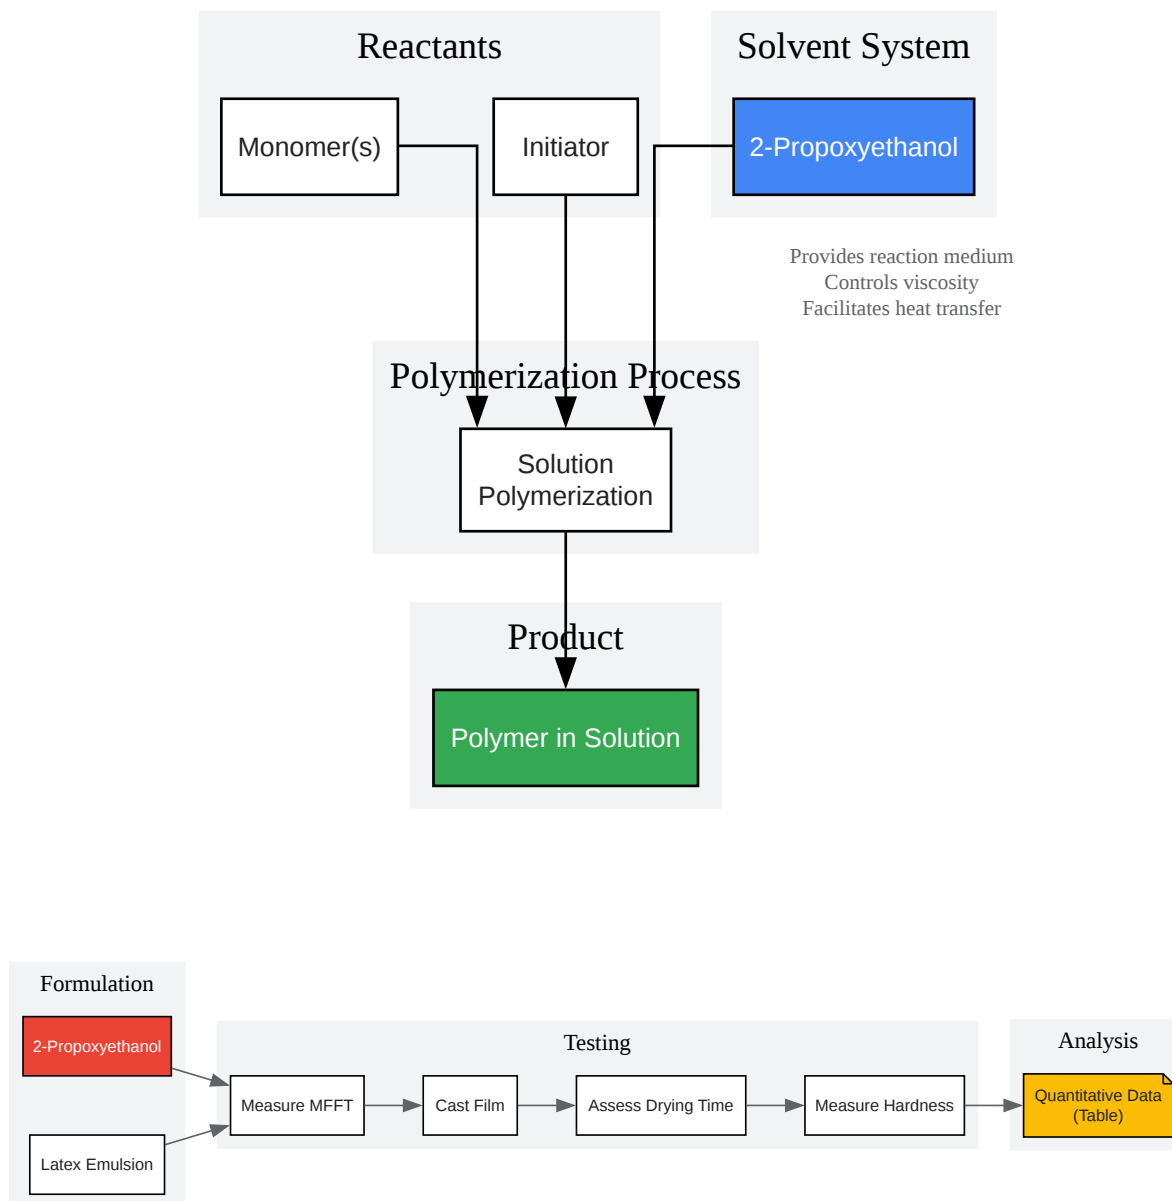 Reactants
Solvent System
Monomer(s)
Initiator
2-Propoxyethanol
Provides reaction medium
Controls viscosity
Facilitates heat transfer
Polymerization Process
Solution
Polymerization
Product
Polymer in Solution
Formulation
2-Propoxyethanol
Latex Emulsion
Testing
Measure MFFT
Cast Film
Assess Drying Time
Measure Hardness
Analysis
Quantitative Data
(Table)